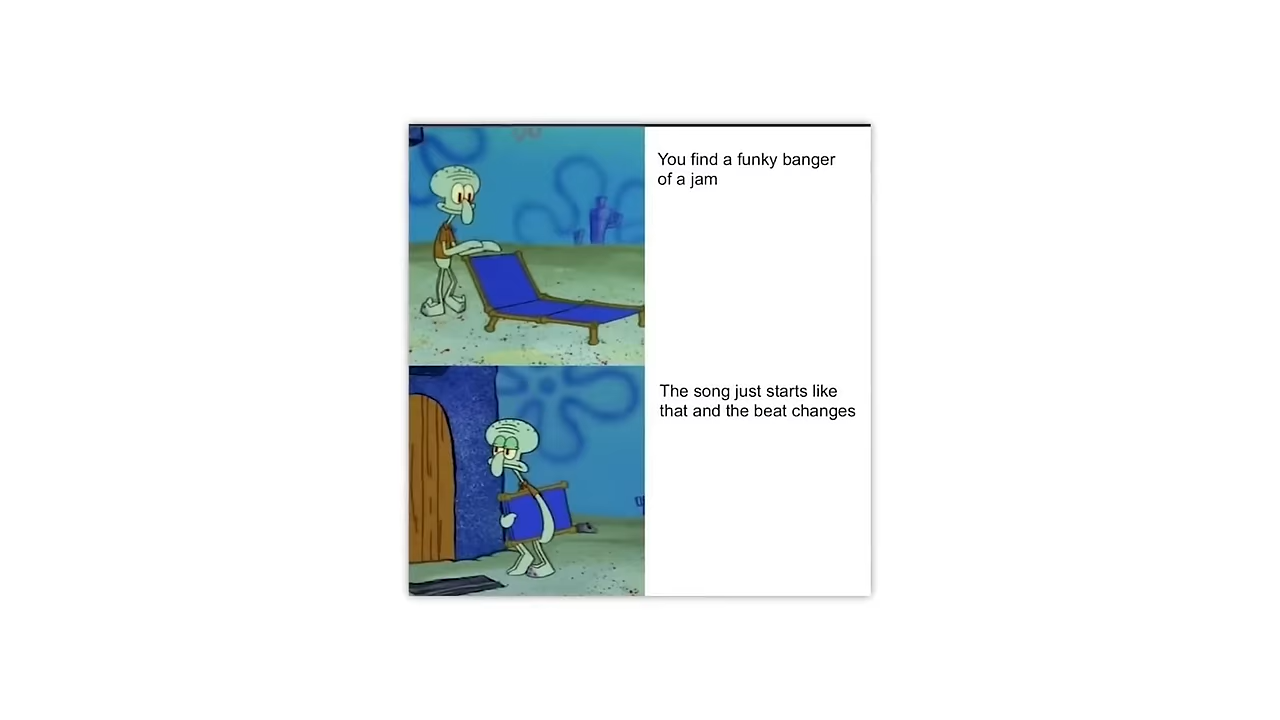 You find a funky banger
of a jam
The song just starts like
that and the beat changes